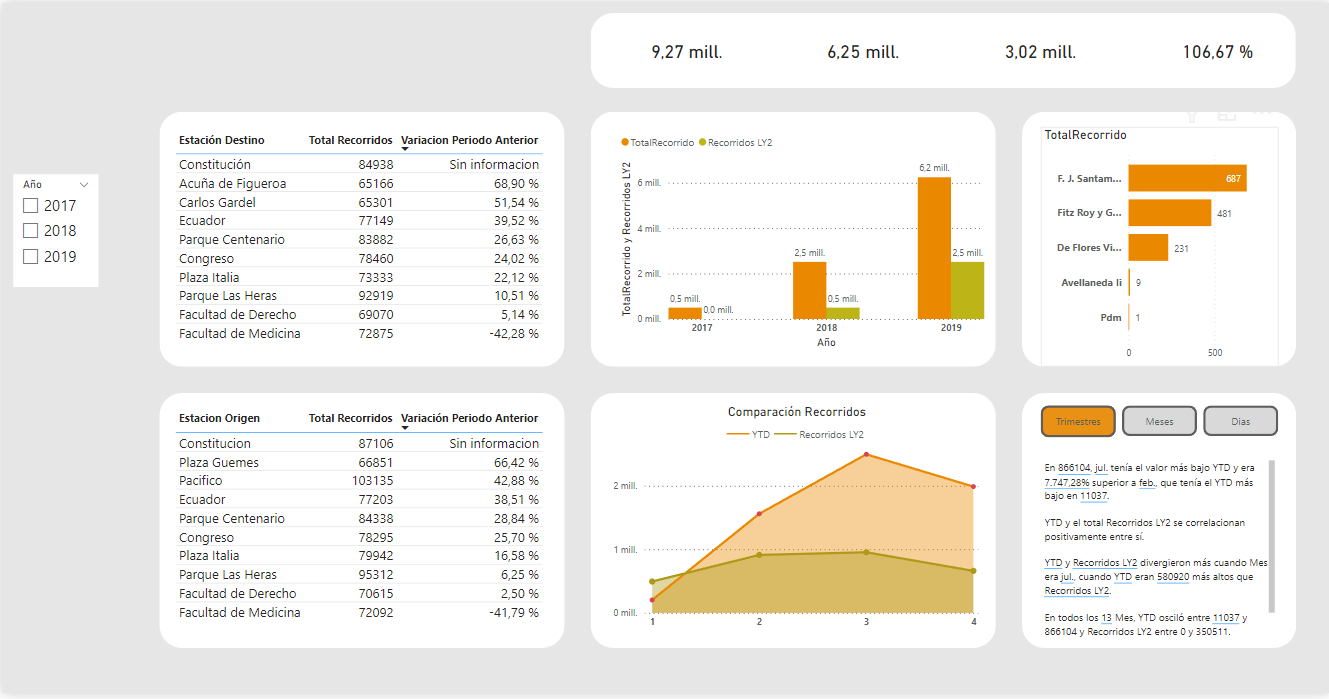 9,27 mill. 6,25 mill. 3,02 mill. 106,67 %
Año
2017
2018
2019
Estación Destino Total Recorridos Variacion Periodo Anterior
Constitución 84938 Sin informacion
Acuña de Figueroa 65166 68,90 %
Carlos Gardel 65301 51,54 %
Ecuador 77149 39,52 %
Parque Centenario 83882 26,63 %
Congreso 78460 24,02 %
Plaza Italia 73333 22,12 %
Parque Las Heras 92919 10,51 %
Facultad de Derecho 69070 5,14 %
Facultad de Medicina 72875 -42,28 %
TotalRecorrido Recorridos LY2
TotalRecorrido y Recorridos LY2
6 mill.
4 mill.
2 mill.
0 mill.
0,5 mill. 0,0 mill.
2,5 mill. 0,5 mill.
6,2 mill. 2,5 mill.
2017 2018 2019
Año
TotalRecorrido
F. J. Santam... 687
Fitz Roy y G... 481
De Flores Vi... 231
Avellaneda Ii 9
Pdm 1
0 500
Estacion Origen Total Recorridos Variación Periodo Anterior
Constitucion 87106 Sin informacion
Plaza Guemes 66851 66,42 %
Pacifico 103135 42,88 %
Ecuador 77203 38,51 %
Parque Centenario 84338 28,84 %
Congreso 78295 25,70 %
Plaza Italia 79942 16,58 %
Parque Las Heras 95312 6,25 %
Facultad de Derecho 70615 2,50 %
Facultad de Medicina 72092 -41,79 %
Comparación Recorridos
YTD Recorridos LY2
2 mill.
1 mill.
0 mill.
1 2 3 4
Trimestres Meses Dias
En 866104, jul. tenía el valor más bajo YTD y era
7.747,28% superior a feb., que tenía el YTD más
bajo en 11037.
YTD y el total Recorridos LY2 se correlacionan
positivamente entre sí.
YTD y Recorridos LY2 divergieron más cuando Mes
era jul., cuando YTD eran 580920 más altos que
Recorridos LY2.
En todos los 13 Mes, YTD osciló entre 11037 y
866104 y Recorridos LY2 entre 0 y 350511.